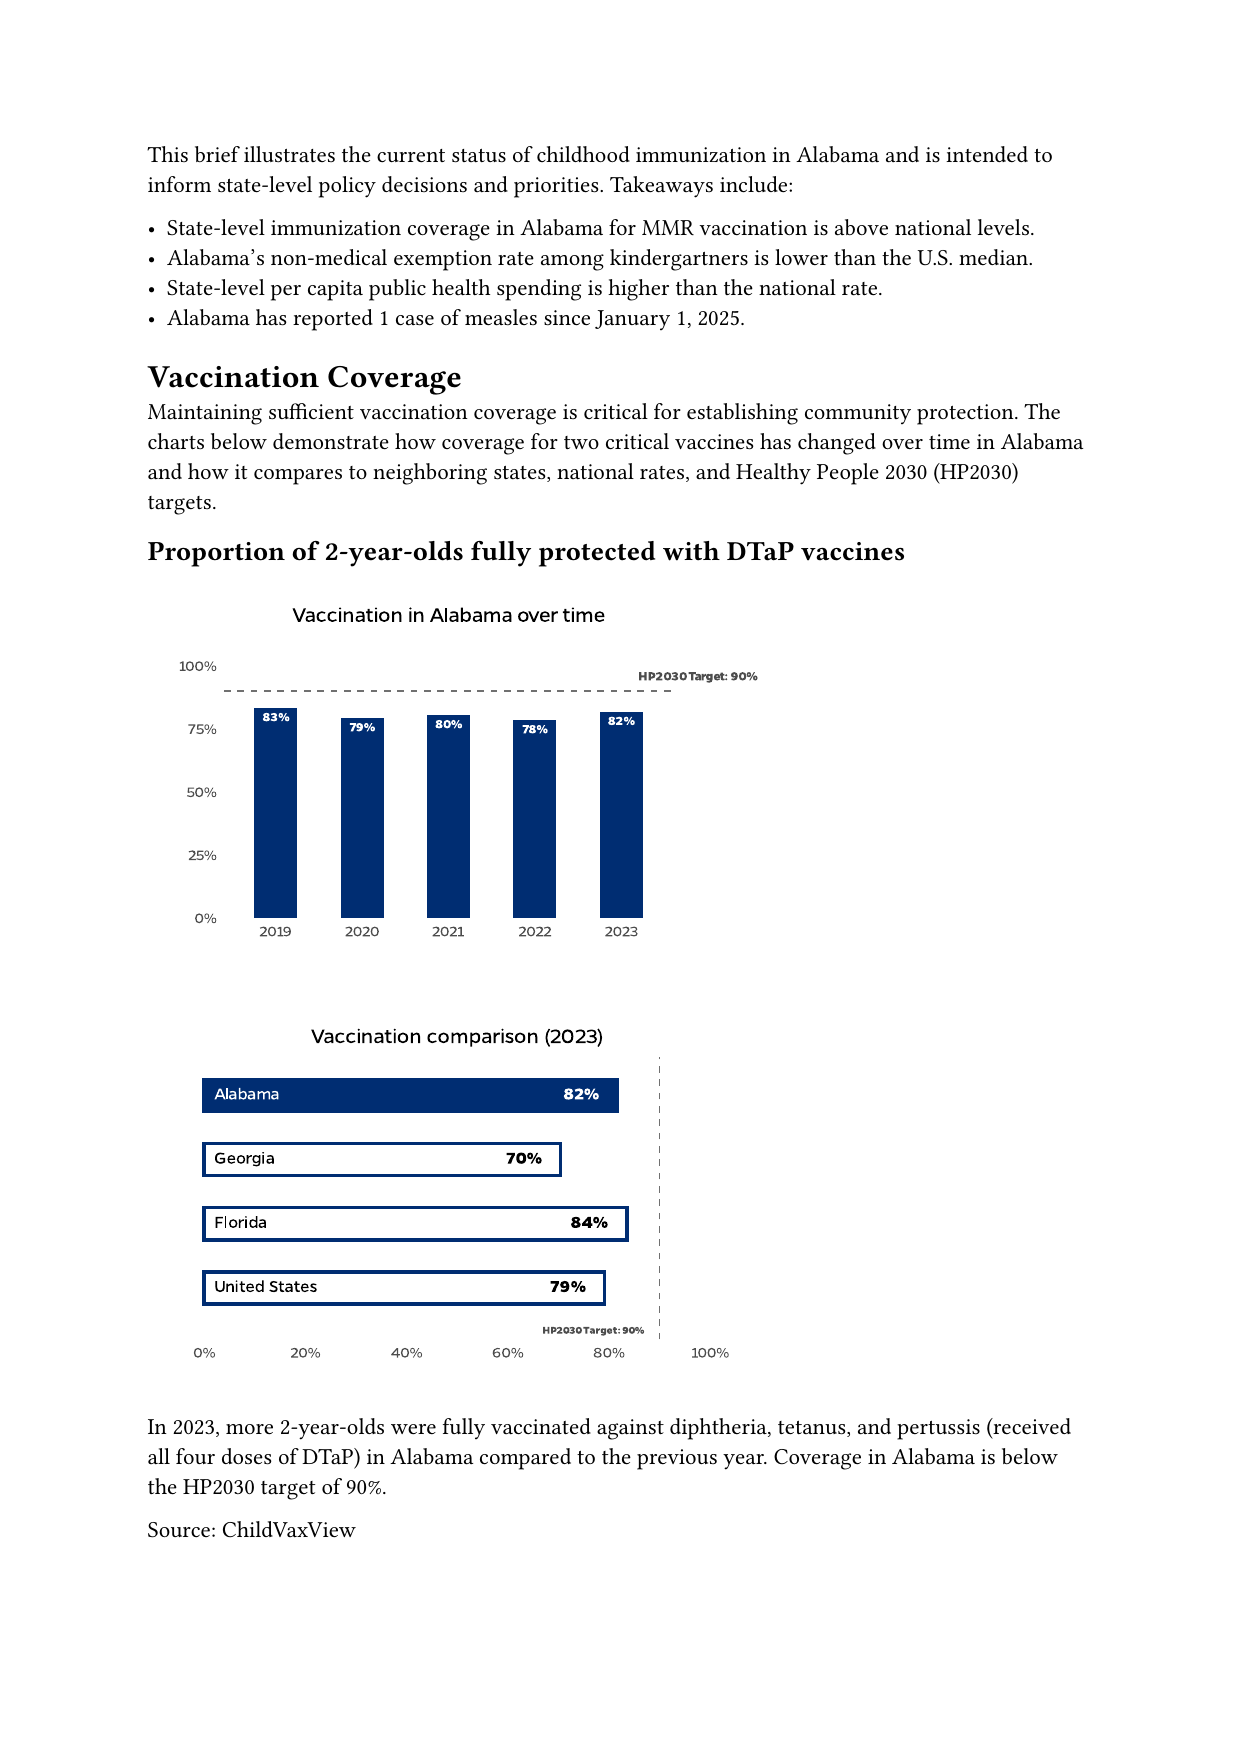 This brief illustrates the current status of childhood immunization in Alabama and is intended to
inform state-level policy decisions and priorities. Takeaways include:
• State-level immunization coverage in Alabama for MMR vaccination is above national levels.
• Alabama’s non-medical exemption rate among kindergartners is lower than the U.S. median.
• State-level per capita public health spending is higher than the national rate.
• Alabama has reported 1 case of measles since January 1, 2025.
Vaccination Coverage
Maintaining sufficient vaccination coverage is critical for establishing community protection. The
charts below demonstrate how coverage for two critical vaccines has changed over time in Alabama
and how it compares to neighboring states, national rates, and Healthy People 2030 (HP2030)
targets.
Proportion of 2-year-olds fully protected with DTaP vaccines
Vaccination in Alabama over time
100%
HP2030 Target: 90%
83% 79% 80% 78% 82%
75%
50%
25%
0%
2019 2020 2021 2022 2023
Vaccination comparison (2023)
Alabama 82%
Georgia 70%
Florida 84%
United States 79%
HP2030 Target: 90%
0% 20% 40% 60% 80% 100%
In 2023, more 2-year-olds were fully vaccinated against diphtheria, tetanus, and pertussis (received
all four doses of DTaP) in Alabama compared to the previous year. Coverage in Alabama is below
the HP2030 target of 90%.
Source: ChildVaxView